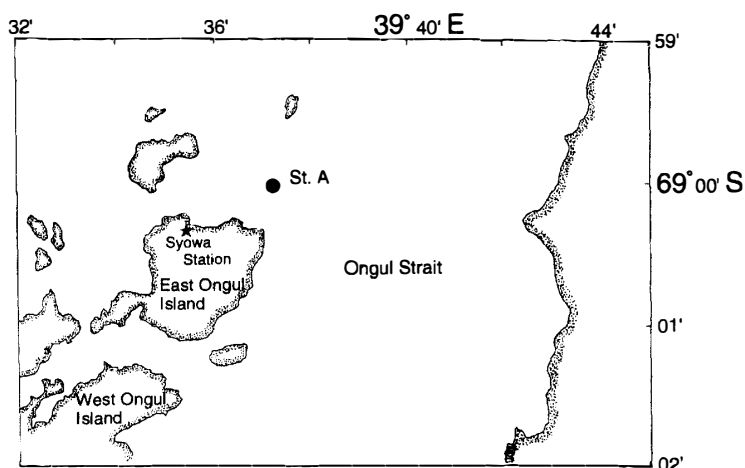 32' 36' 39° 40' E 44'
59'
St. A
69° 00' S
Syowa
Station
Ongul Strait
East Ongul
Island
01'
West Ongul
Island
02'